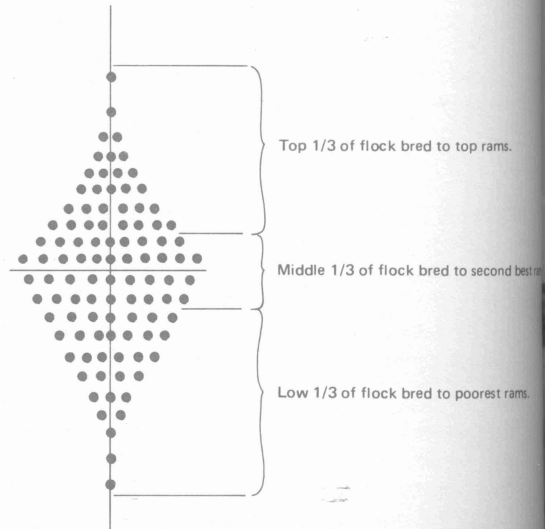 Top 1/3 of flock bred to top rams.
Middle 1/3 of flock bred to second best
Low 1/3 of flock bred to poorest rams.